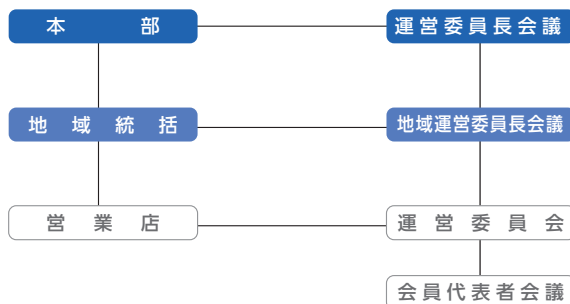 本部
運営委員長会議
地域統括
地域運営委員長会議
営業店
運営委員会
会員代表者会議